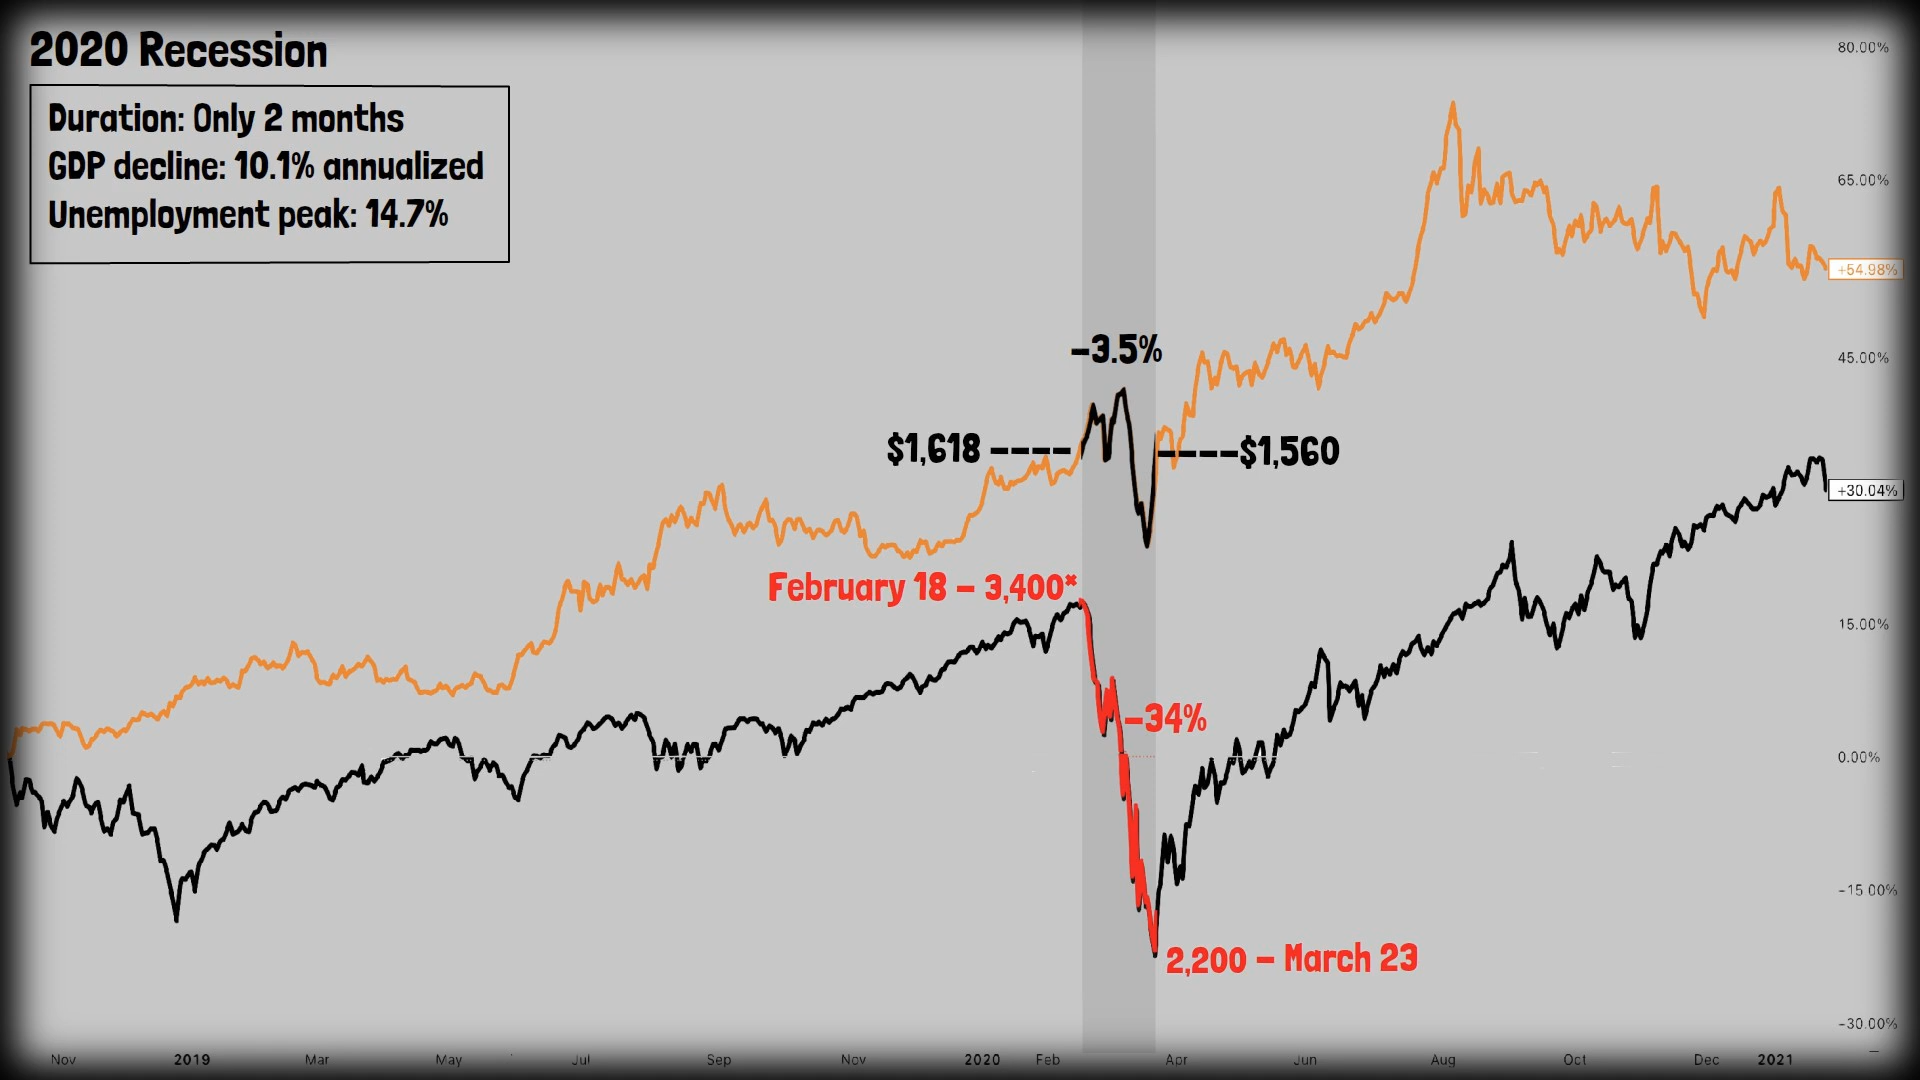 2020 Recession
Duration: Only 2 months
GDP decline: 10.1% annualized
Unemployment peak: 14.7%
80.00%
65.00%
+54.98%
-3.5%
45.00%
$1,618 ----
----$1,560
+30.04%
February 18 - 3,400*
15.00%
-34%
0.00%
-15.00%
2,200 - March 23
-30.00%
Nov 2019 Mar May Jul Sep Nov 2020 Feb Apr Jun Aug Oct Dec 2021